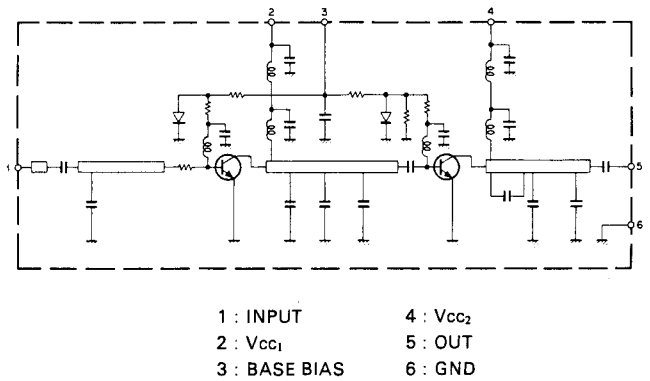 2 3 4
1
5
6
1 : INPUT 4 : Vcc₂
2 : Vcc₁ 5 : OUT
3 : BASE BIAS 6 : GND